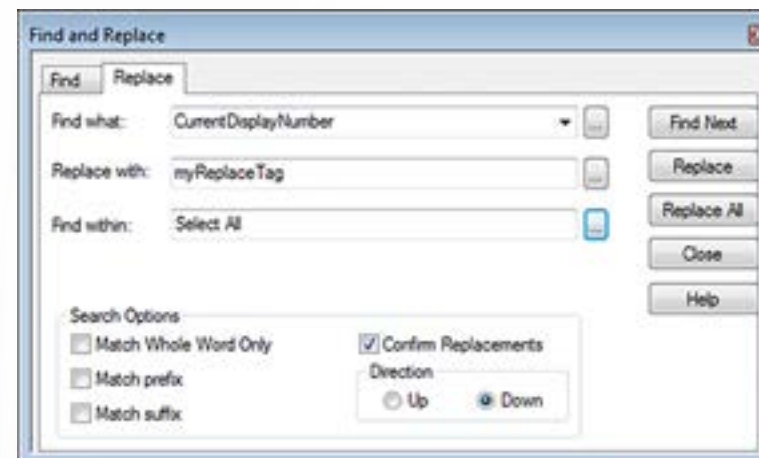 Find and Replace
Find Replace
Find what: CurrentDisplayNumber ... Find Next
Replace with: myReplaceTag ... Replace
Find within: Select All ... Replace All
Close
Help
Search Options
Match Whole Word Only Confirm Replacements
Match prefix Direction
Up Down
Match suffix